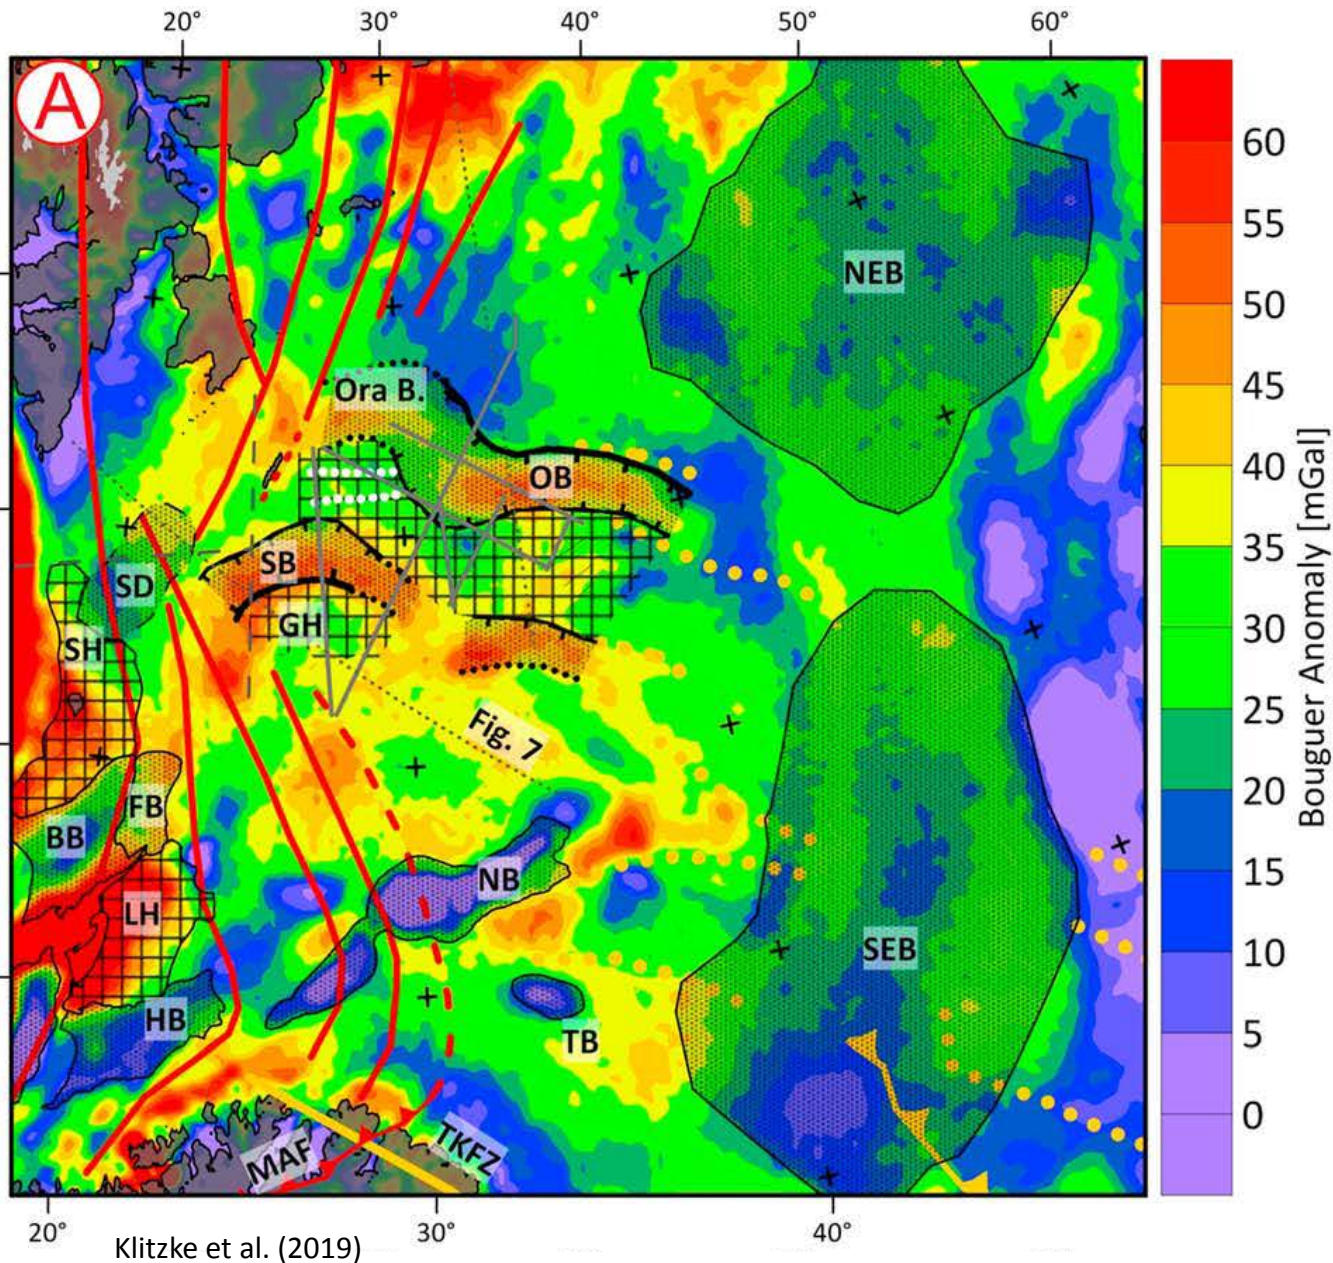 20° 30° 40° 50° 60°
A
NEB
Ora B.
OB
SB
SD
GH
SH
Fig. 7
FB
BB
NB
LH
SEB
HB
TB
MAF
TKFZ
60
55
50
45
40
35
30
25
20
15
10
5
0
Bouguer Anomaly [mGal]
20° 30° 40°
Klitzke et al. (2019)